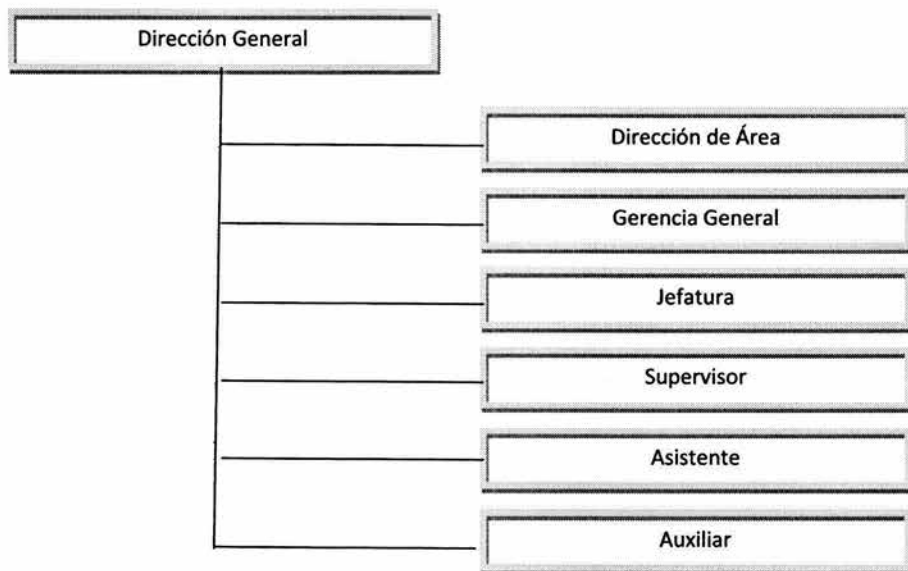 Dirección General
Dirección de Área
Gerencia General
Jefatura
Supervisor
Asistente
Auxiliar